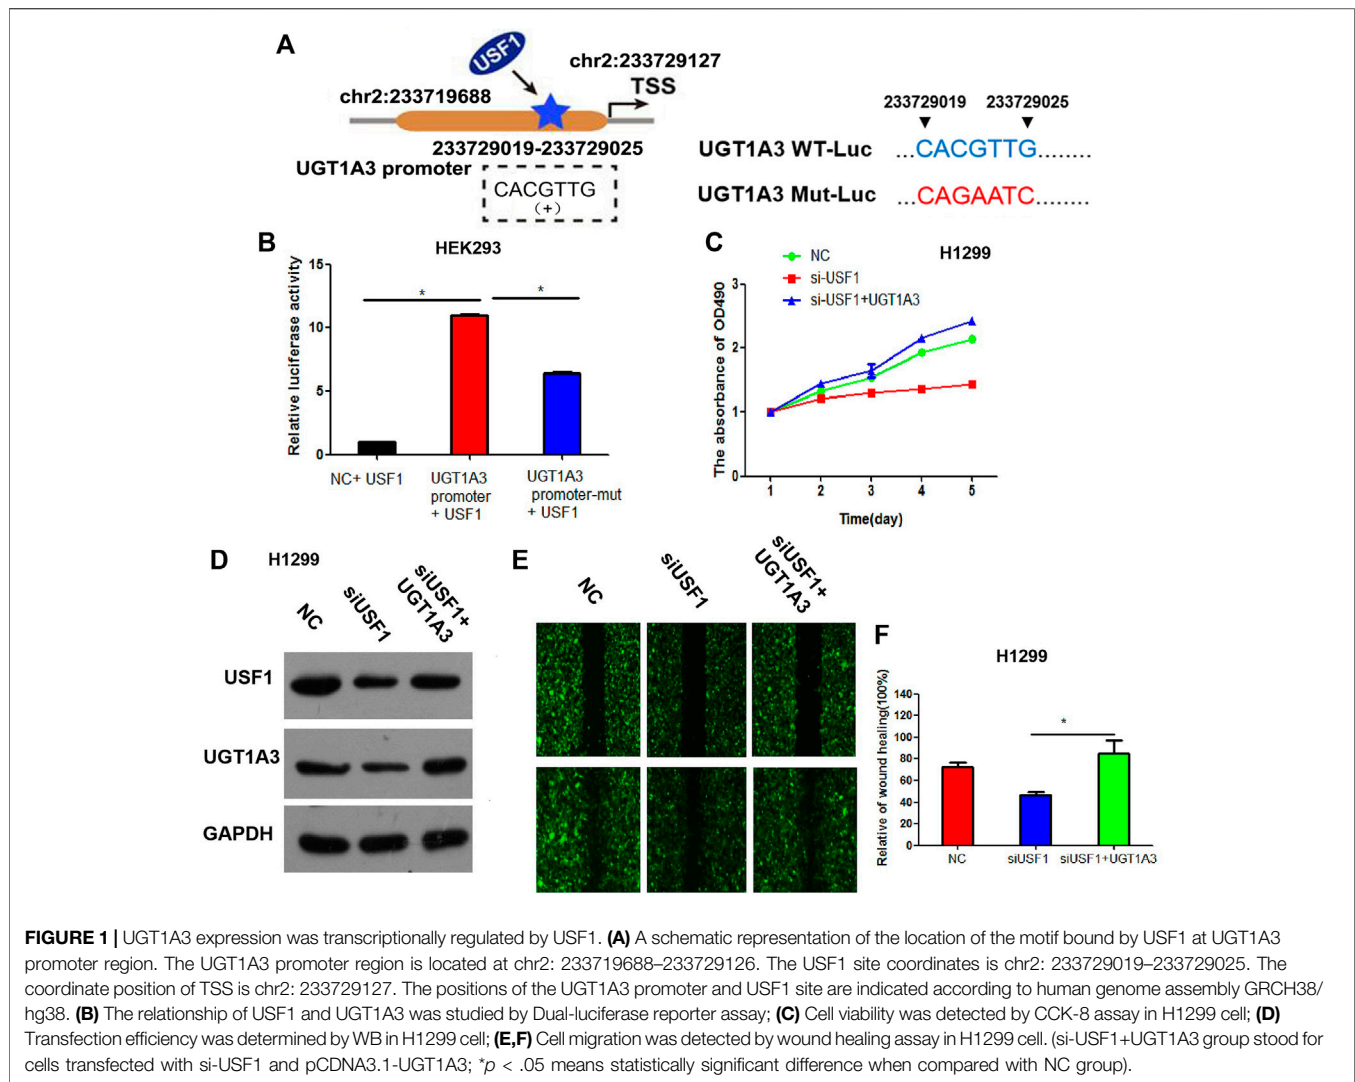 A
USF1
chr2:233729127
TSS
chr2:233719688
233729019-233729025
UGT1A3 promoter
CACGTTG
(+)
233729019 233729025
UGT1A3 WT-Luc ...CACGTTG........
UGT1A3 Mut-Luc ...CAGAATC........
B
HEK293
Relative luciferase activity
15
10
5
0
* *
NC+ USF1
UGT1A3
promoter
+ USF1
UGT1A3
promoter-mut
+ USF1
C
H1299
NC
si-USF1
si-USF1+UGT1A3
The absorbance of OD490
3
2
1
0
1 2 3 4 5
Time(day)
D
H1299
NC
siUSF1
siUSF1+
UGT1A3
USF1
UGT1A3
GAPDH
E
NC
siUSF1
siUSF1+
UGT1A3
F
H1299
Relative of wound healing(100%)
140
120
100
80
60
40
20
0
*
NC siUSF1 siUSF1+UGT1A3
FIGURE 1 | UGT1A3 expression was transcriptionally regulated by USF1. (A) A schematic representation of the location of the motif bound by USF1 at UGT1A3
promoter region. The UGT1A3 promoter region is located at chr2: 233719688–233729126. The USF1 site coordinates is chr2: 233729019–233729025. The
coordinate position of TSS is chr2: 233729127. The positions of the UGT1A3 promoter and USF1 site are indicated according to human genome assembly GRCH38/
hg38. (B) The relationship of USF1 and UGT1A3 was studied by Dual-luciferase reporter assay; (C) Cell viability was detected by CCK-8 assay in H1299 cell; (D)
Transfection efficiency was determined by WB in H1299 cell; (E,F) Cell migration was detected by wound healing assay in H1299 cell. (si-USF1+UGT1A3 group stood for
cells transfected with si-USF1 and pCDNA3.1-UGT1A3; *p < .05 means statistically significant difference when compared with NC group).